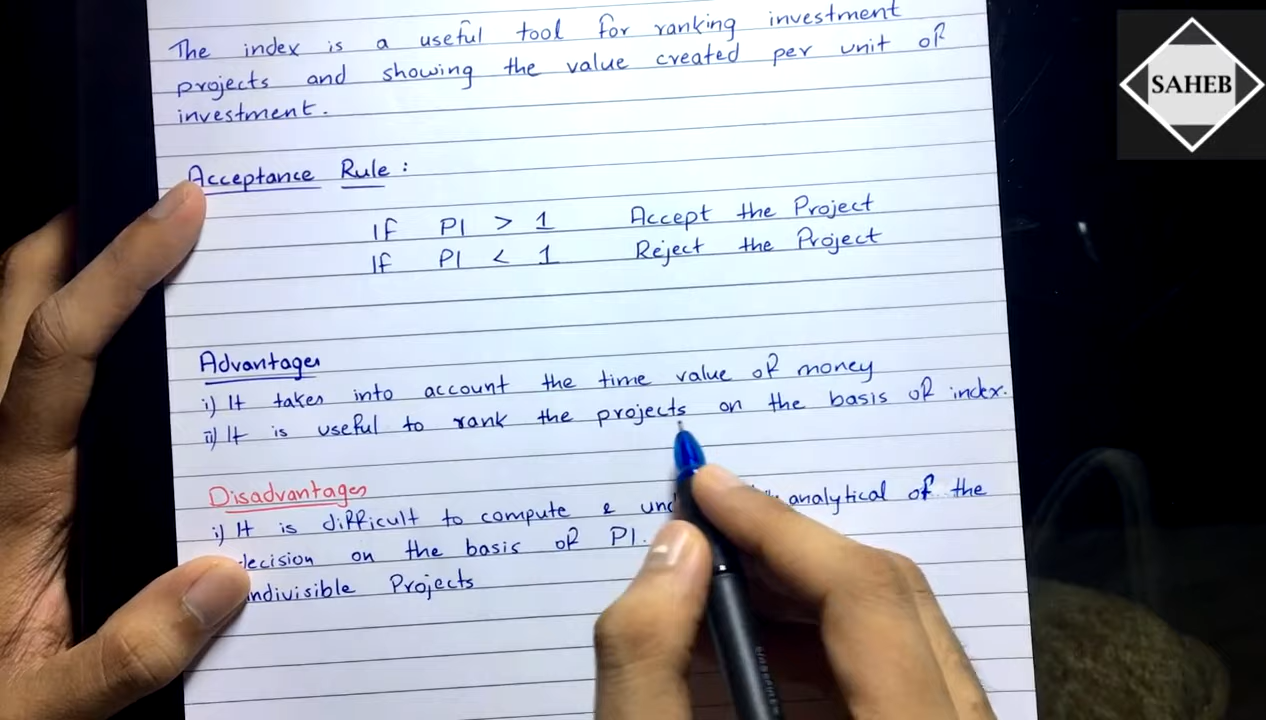 The index is a useful tool for ranking investment
projects and showing the value created per unit of
investment.
Acceptance Rule :
If PI > 1 Accept the Project
If PI < 1 Reject the Project
Advantages
i) It takes into account the time value of money
ii) It is useful to rank the projects on the basis of index.
Disadvantages
i) It is difficult to compute & analytical of the
decision on the basis of PI.
indivisible Projects
SAHEB